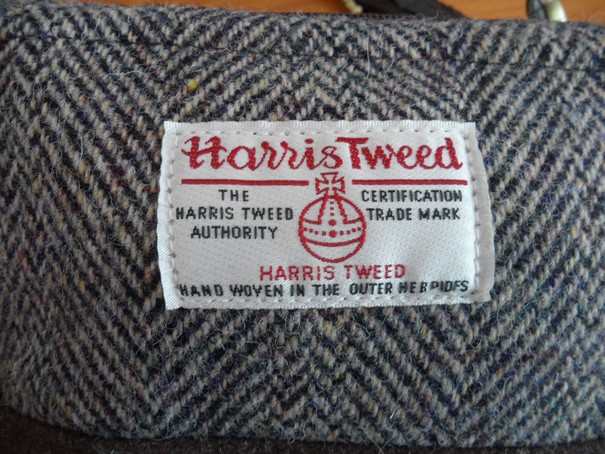 Harris Tweed
THE
HARRIS TWEED
AUTHORITY
CERTIFICATION
TRADE MARK
HARRIS TWEED
HAND WOVEN IN THE OUTER HEBRIDES